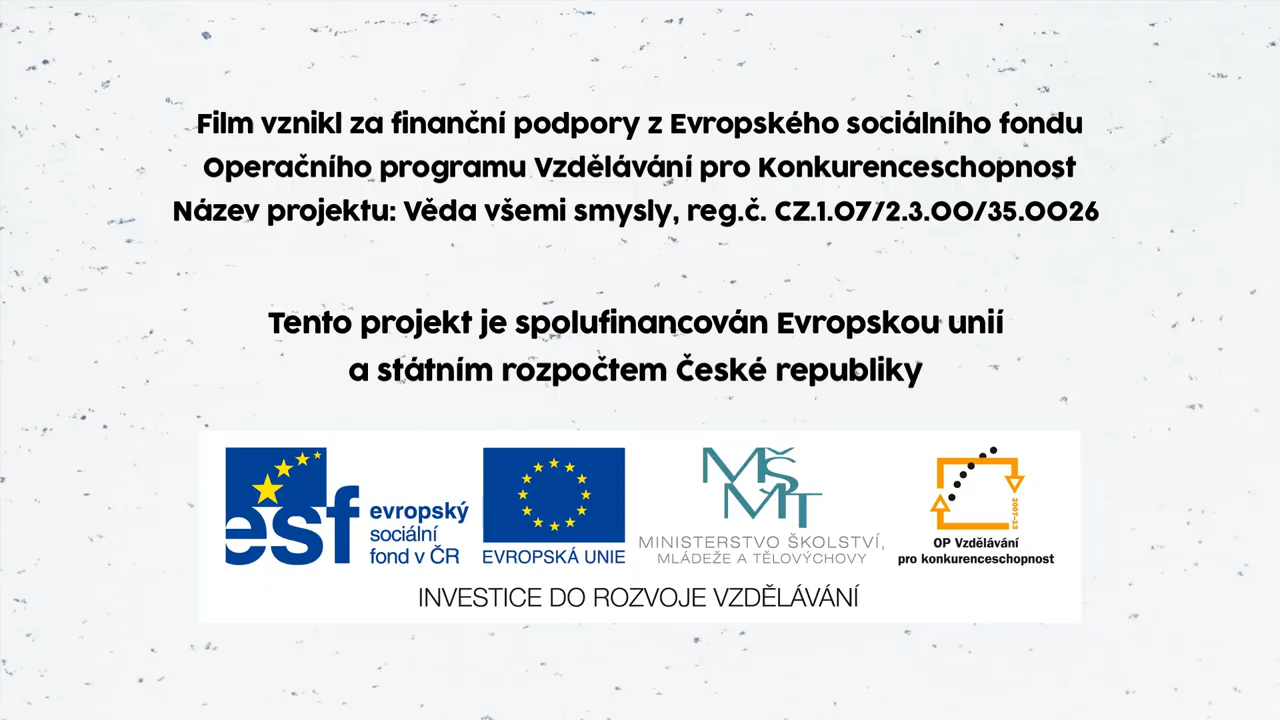 Film vznikl za finanční podpory z Evropského sociálního fondu
Operačního programu Vzdělávání pro Konkurenceschopnost
Název projektu: Věda všemi smysly, reg.č. CZ.1.07/2.3.00/35.0026
Tento projekt je spolufinancován Evropskou unií
a státním rozpočtem České republiky
esf
evropský
sociální
fond v ČR
EVROPSKÁ UNIE
MŠMT
MINISTERSTVO ŠKOLSTVÍ,
MLÁDEŽE A TĚLOVÝCHOVY
2007-13
OP Vzdělávání
pro konkurenceschopnost
INVESTICE DO ROZVOJE VZDĚLÁVÁNÍ